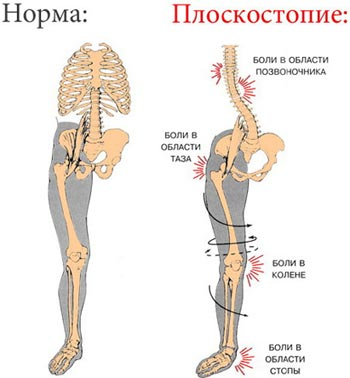 Норма:
Плоскостопие:
БОЛИ В ОБЛАСТИ
ПОЗВОНОЧНИКА
БОЛИ В
ОБЛАСТИ
ТАЗА
БОЛИ В
КОЛЕНЕ
БОЛИ В
ОБЛАСТИ
СТОПЫ